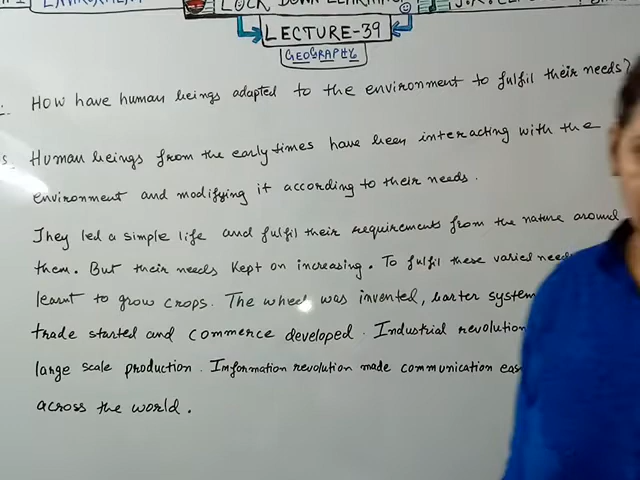 ENVIRONMENT LOCK DOWN LEARNING
LECTURE-39
GEOGRAPHY
How have human beings adapted to the environment to fulfil their needs?
Human beings from the early times have been interacting with the
environment and modifying it according to their needs.
They led a simple life and fulfil their requirements from the nature around
them. But their needs kept on increasing. To fulfil these varied
learnt to grow crops. The wheel was invented, barter system
trade started and commerce developed. Industrial revolution
large scale production. Information revolution made communication
across the world.